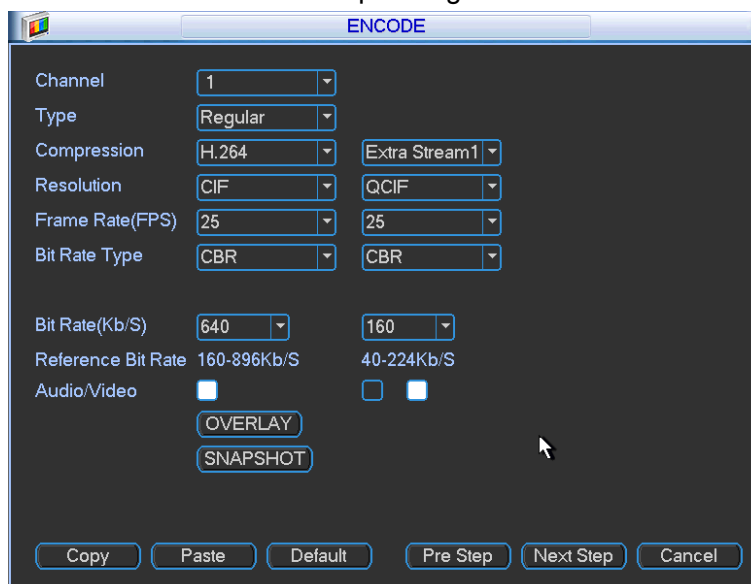 ENCODE
Channel 1
Type Regular
Compression H.264 Extra Stream1
Resolution CIF QCIF
Frame Rate(FPS) 25 25
Bit Rate Type CBR CBR
Bit Rate(Kb/S) 640 160
Reference Bit Rate 160-896Kb/S 40-224Kb/S
Audio/Video
OVERLAY
SNAPSHOT
Copy Paste Default Pre Step Next Step Cancel